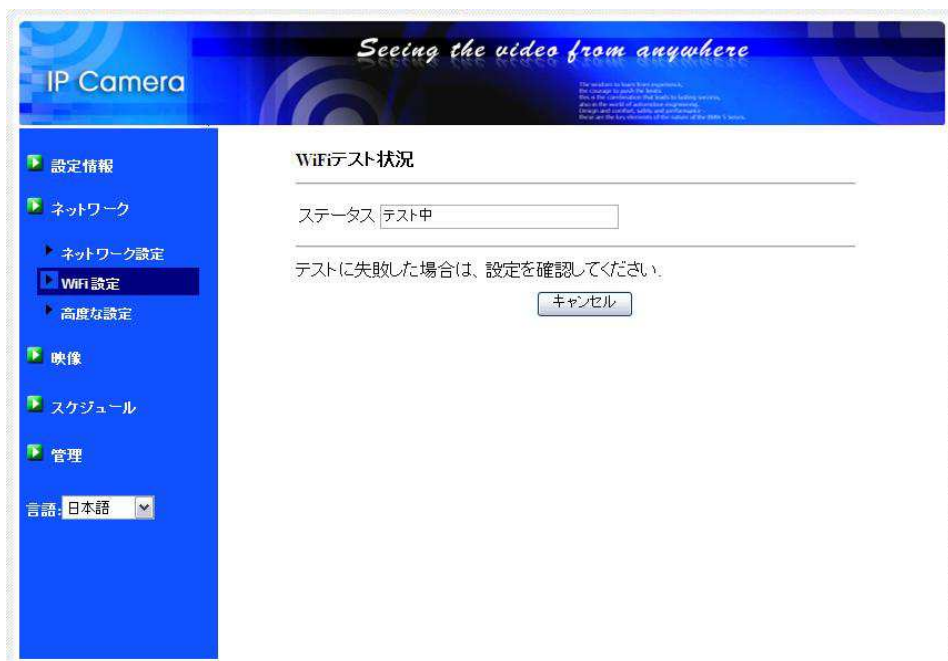 Seeing the video from anywhere
IP Camera
設定情報
ネットワーク
ネットワーク設定
WiFi 設定
高度な設定
映像
スケジュール
管理
言語: 日本語
WiFiテスト状況
ステータス テスト中
テストに失敗した場合は、設定を確認してください.
キャンセル